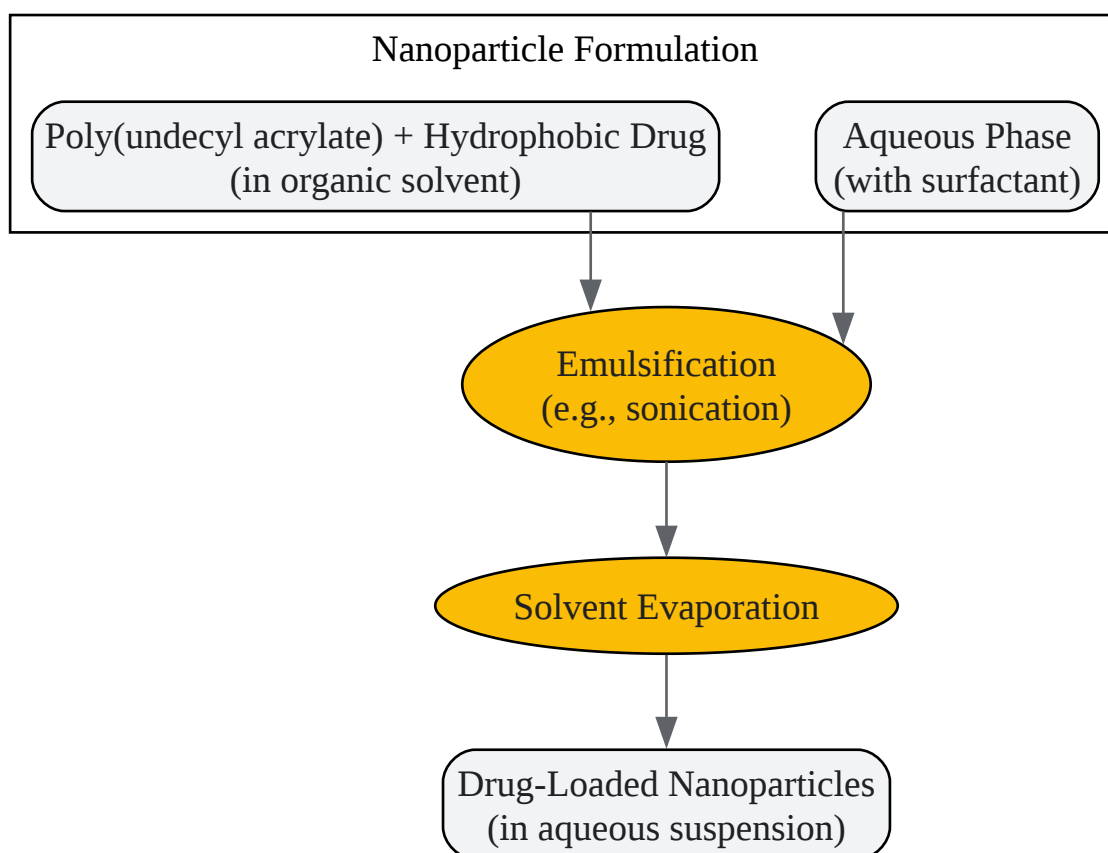 Nanoparticle Formulation
Poly(undecyl acrylate) + Hydrophobic Drug
(in organic solvent)
Aqueous Phase
(with surfactant)
Emulsification
(e.g., sonication)
Solvent Evaporation
Drug-Loaded Nanoparticles
(in aqueous suspension)